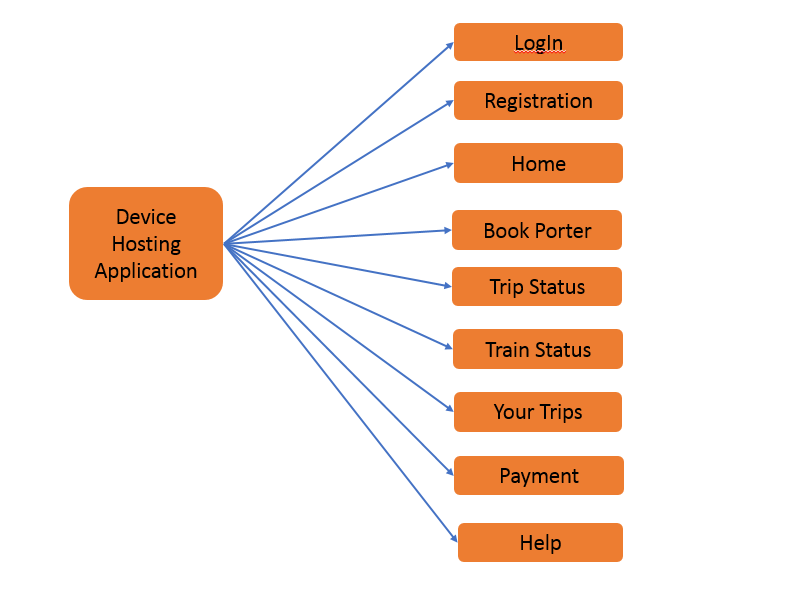 Device
Hosting
Application
LogIn
Registration
Home
Book Porter
Trip Status
Train Status
Your Trips
Payment
Help